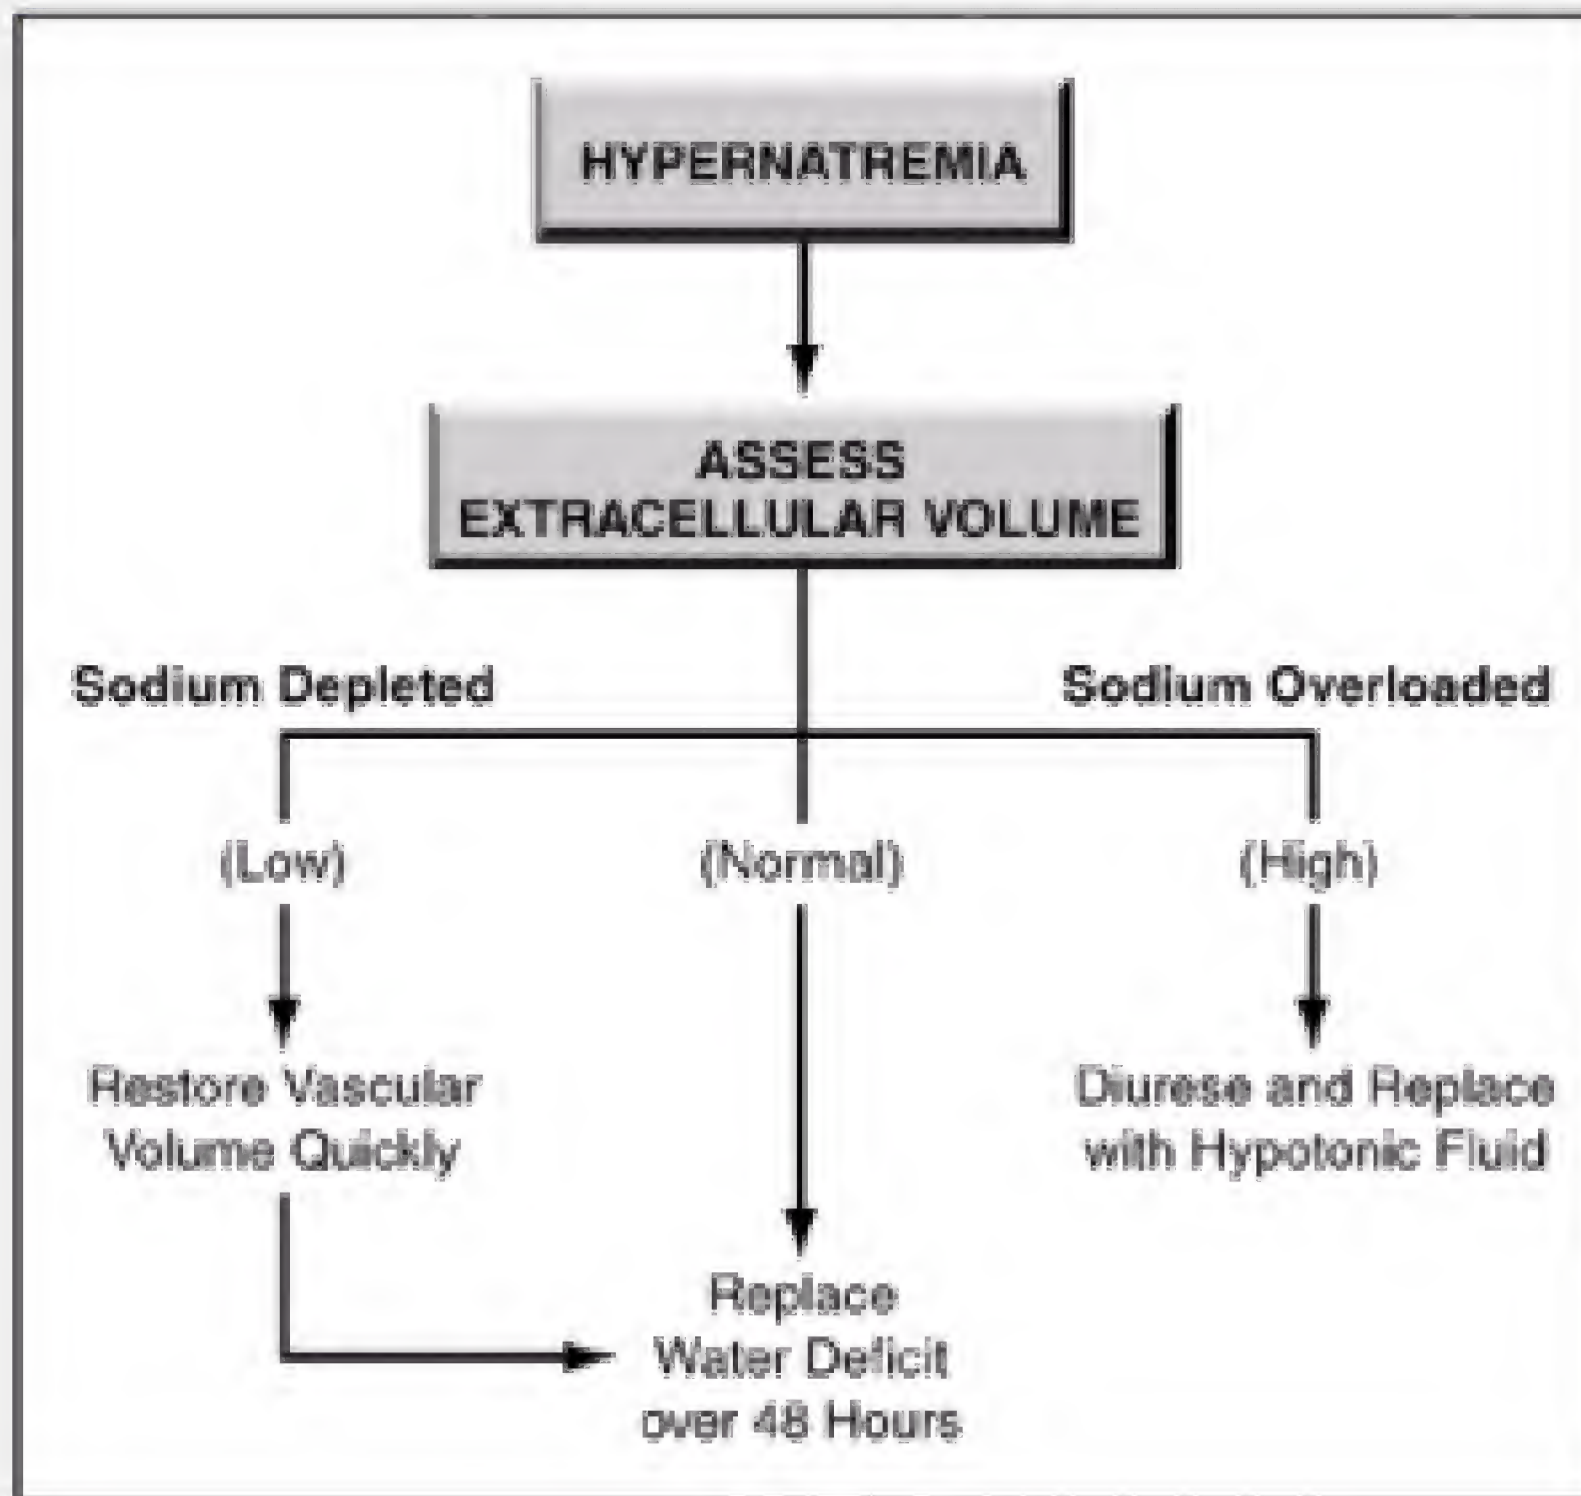 HYPERNATREMIA
ASSESS
EXTRACELLULAR VOLUME
Sodium Depleted
Sodium Overloaded
(Low)
(Normal)
(High)
Restore Vascular
Volume Quickly
Diurese and Replace
with Hypotonic Fluid
Replace
Water Deficit
over 48 Hours